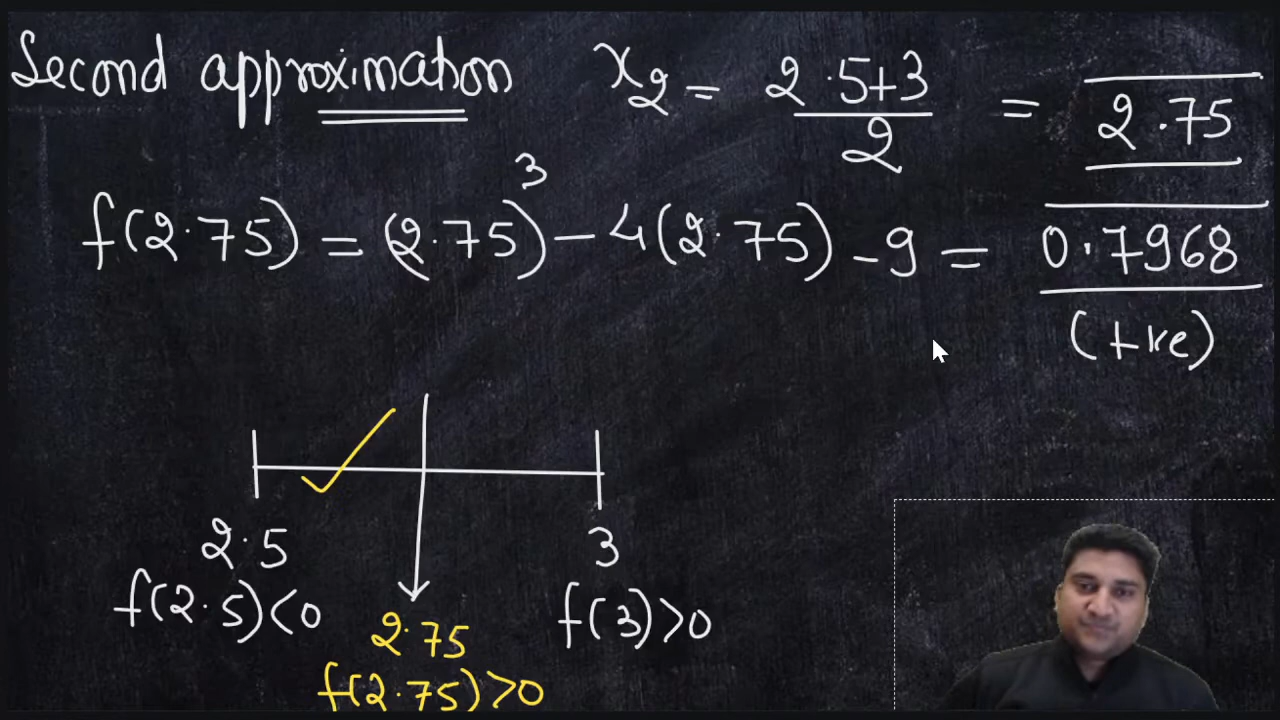 Second approximation x₂ = (2.5+3)/2 = 2.75
f(2.75) = (2.75)³ - 4(2.75) - 9 = 0.7968
(+ve)
2.5 3
f(2.5)<0 f(3)>0
2.75
f(2.75)>0